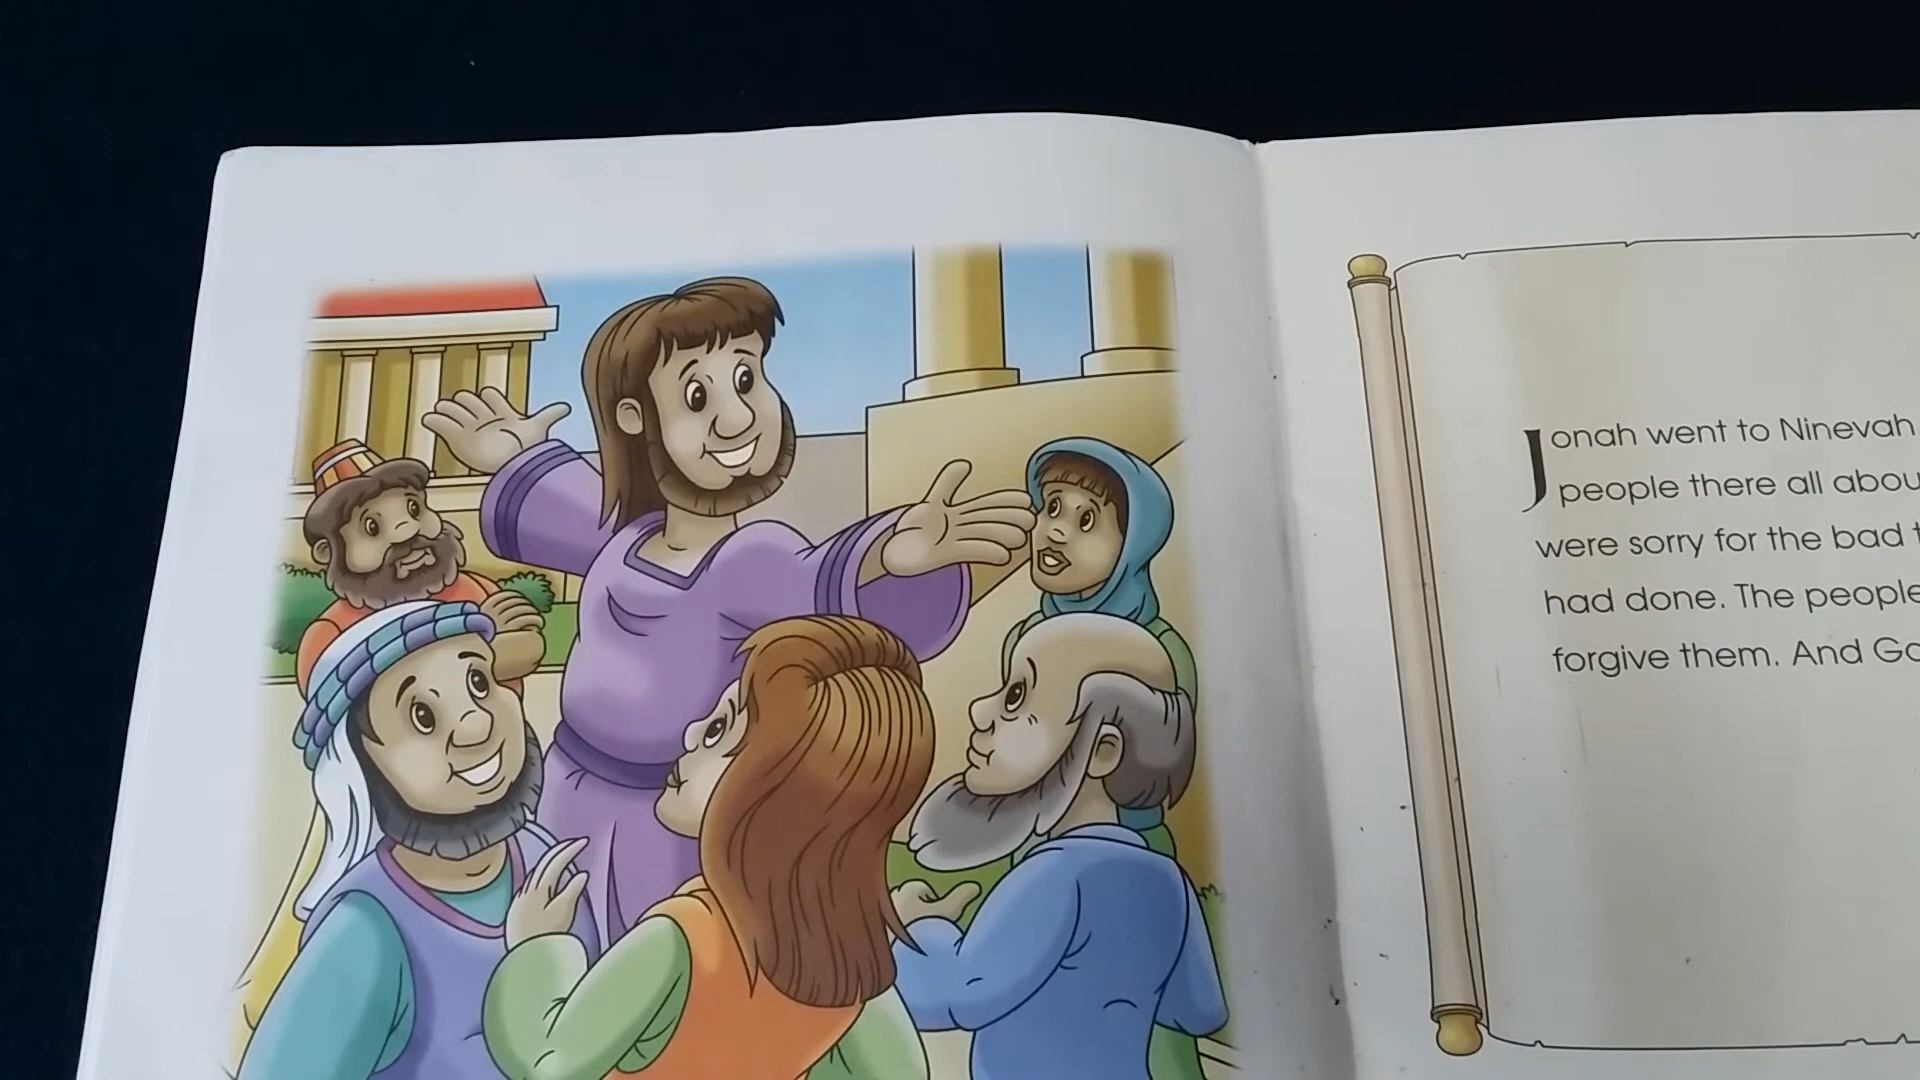 Jonah went to Ninevah
people there all abou
were sorry for the bad t
had done. The people
forgive them. And Go